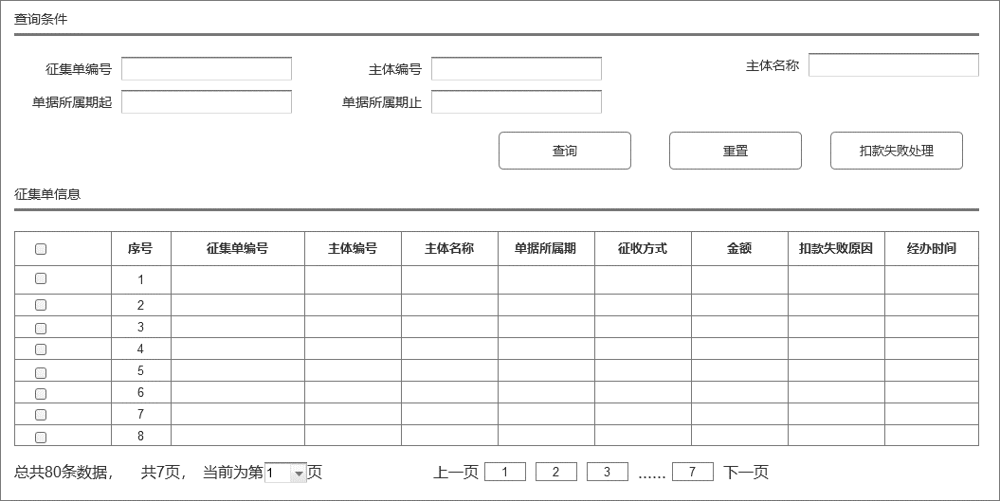 查询条件
征集单编号 主体编号 主体名称
单据所属期起 单据所属期止
查询 重置 扣款失败处理
征集单信息
序号 征集单编号 主体编号 主体名称 单据所属期 征收方式 金额 扣款失败原因 经办时间
1
2
3
4
5
6
7
8
总共80条数据， 共7页， 当前为第1页 上一页 1 2 3 ...... 7 下一页